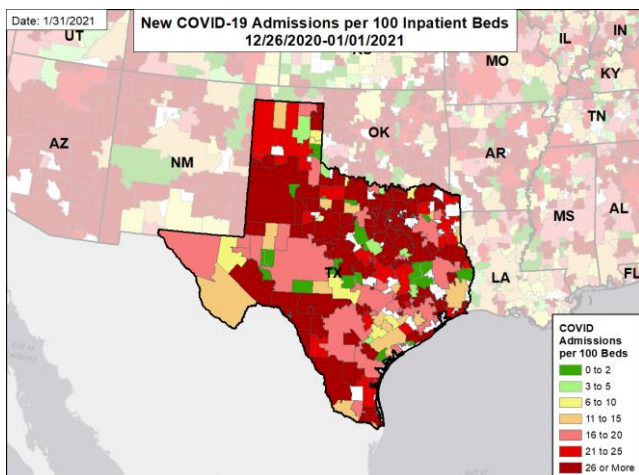 Date: 1/31/2021
New COVID-19 Admissions per 100 Inpatient Beds
12/26/2020-01/01/2021
UT
IL
IN
MO
KY
AZ
NM
OK
TN
AR
MS
AL
TX
LA
FL
COVID
Admissions
per 100 Beds
0 to 2
3 to 5
6 to 10
11 to 15
16 to 20
21 to 25
26 or More